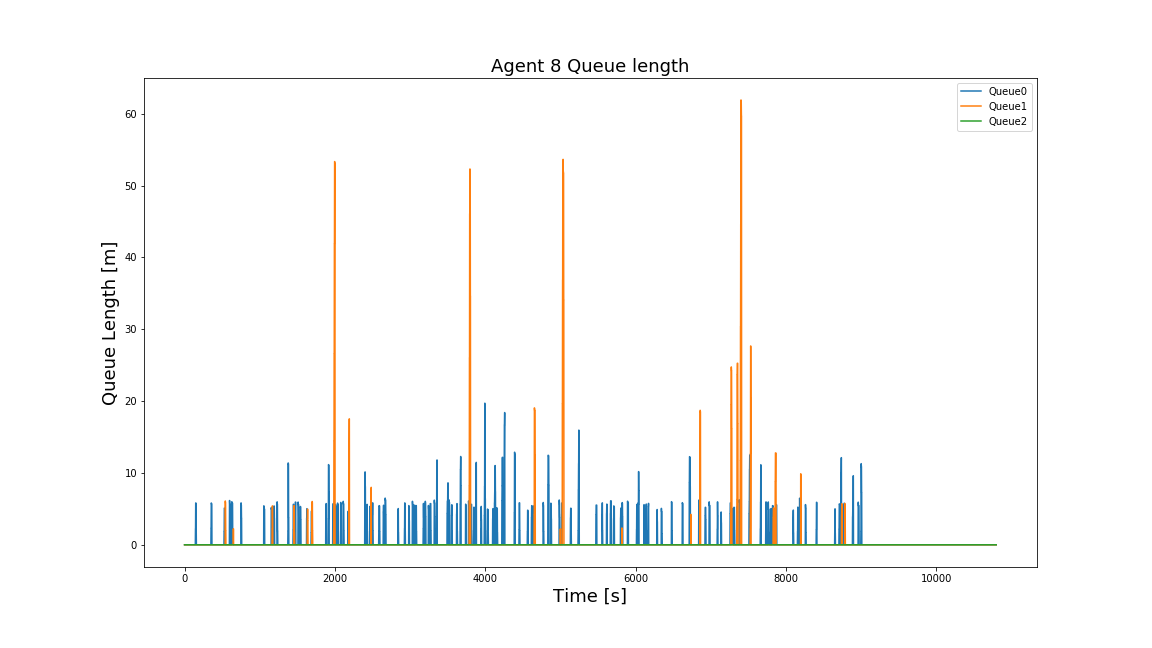 Agent 8 Queue length
Queue0
Queue1
Queue2
60
50
40
30
20
10
0
Queue Length [m]
0 2000 4000 6000 8000 10000
Time [s]